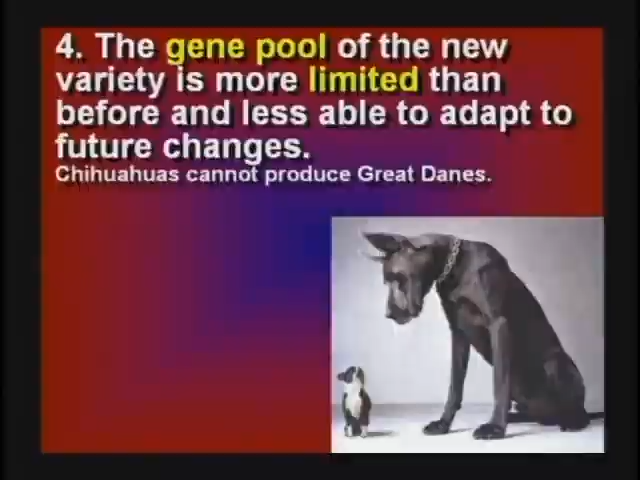 4. The gene pool of the new
variety is more limited than
before and less able to adapt to
future changes.
Chihuahuas cannot produce Great Danes.